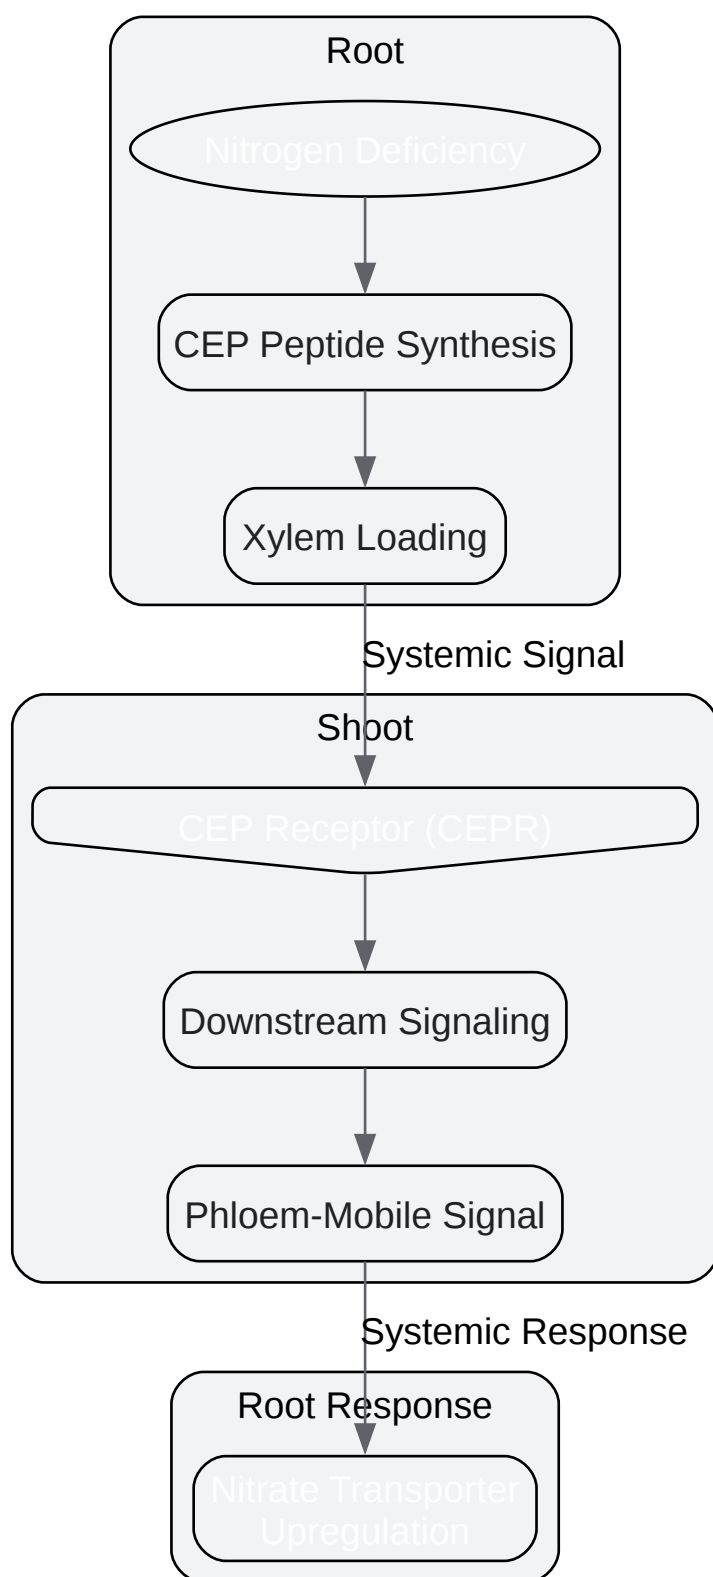 Root
Nitrogen Deficiency
CEP Peptide Synthesis
Xylem Loading
Systemic Signal
Shoot
CEP Receptor (CEPR)
Downstream Signaling
Phloem-Mobile Signal
Systemic Response
Root Response
Nitrate Transporter
Upregulation